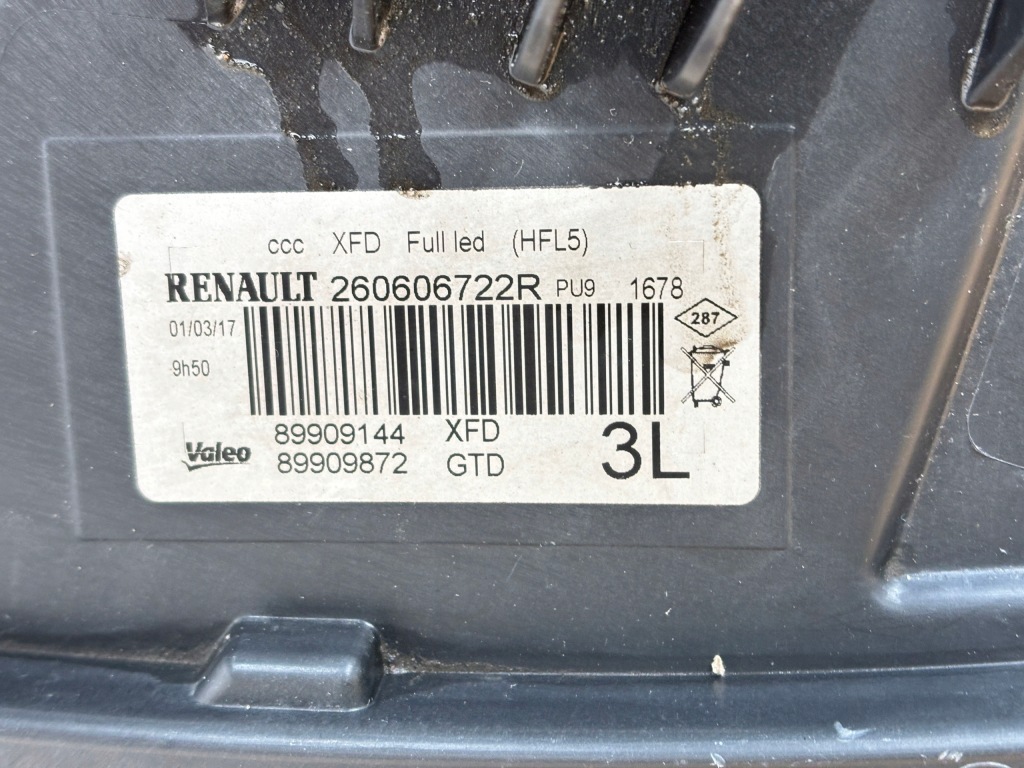 ccc XFD Full led (HFL5)
RENAULT 260606722R PU9 1678
01/03/17
287
9h50
Valeo
89909144 XFD
89909872 GTD
3L